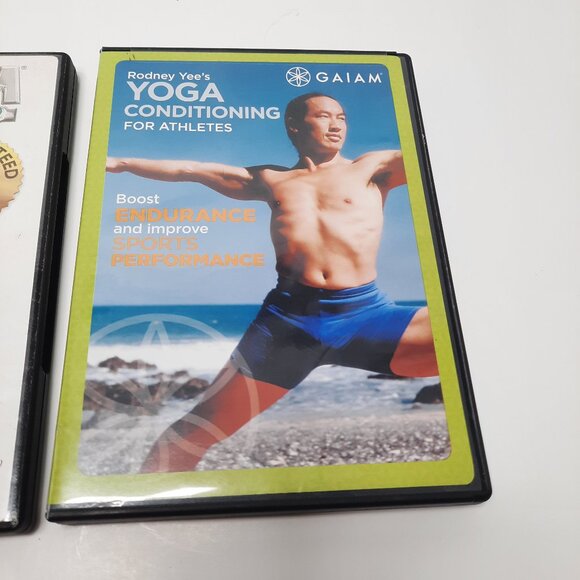 Rodney Yee's
YOGA
CONDITIONING
FOR ATHLETES
GAIAM
Boost
ENDURANCE
and improve
SPORTS
PERFORMANCE